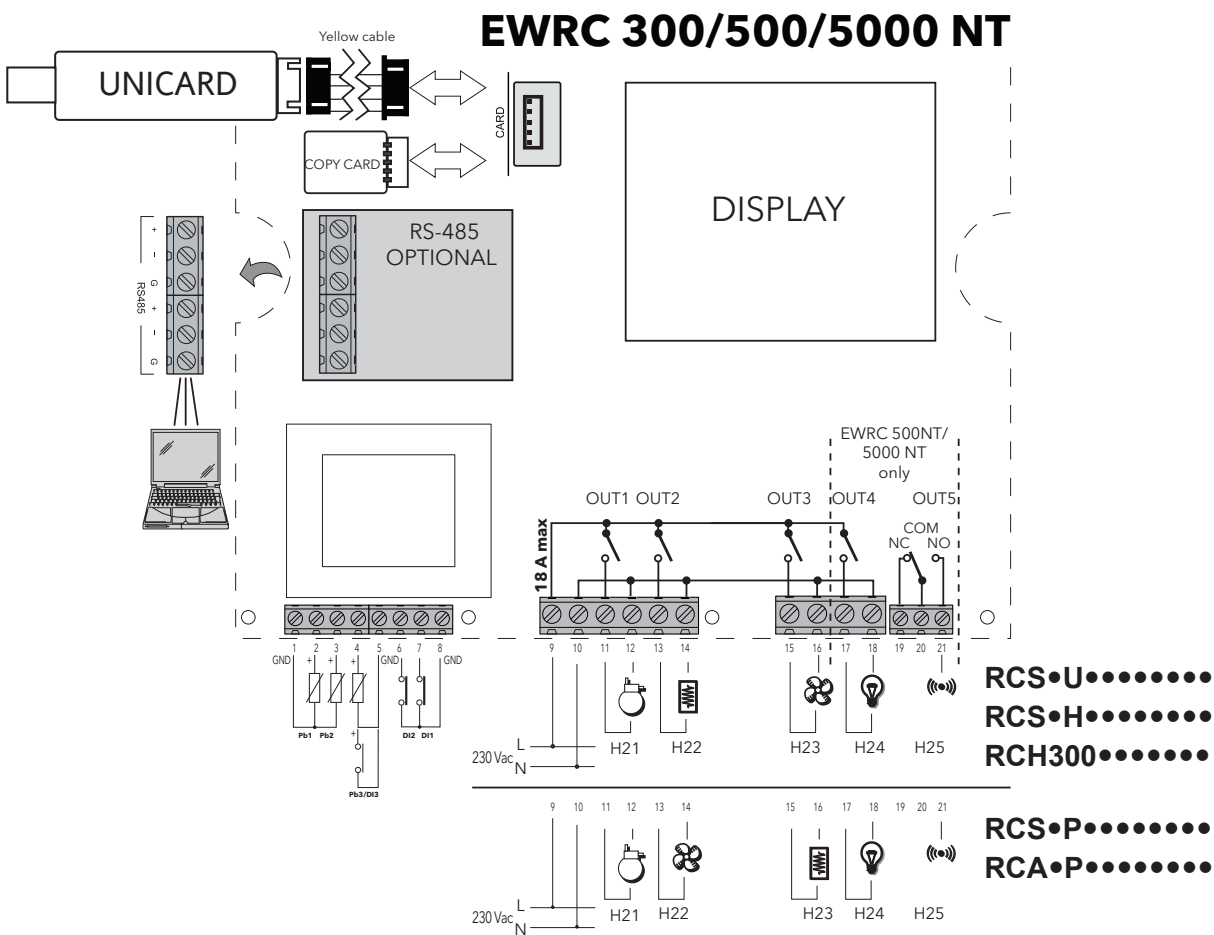 EWRC 300/500/5000 NT
Yellow cable
UNICARD
CARD
COPY CARD
DISPLAY
RS-485
OPTIONAL
+
-
G
+
-
G
RS485
EWRC 500NT/
5000 NT
only
OUT1 OUT2 OUT3 OUT4 OUT5
COM
NC NO
18 A max
1 2 3 4 5 6 7 8
GND + + + GND GND
Pb1 Pb2 DI2 DI1
+
Pb3/DI3
9 10 11 12 13 14 15 16 17 18 19 20 21
230 Vac L
N
H21 H22 H23 H24 H25
RCS•U••••••••
RCS•H••••••••
RCH300•••••••
9 10 11 12 13 14 15 16 17 18 19 20 21
230 Vac L
N
H21 H22 H23 H24 H25
RCS•P••••••••
RCA•P••••••••